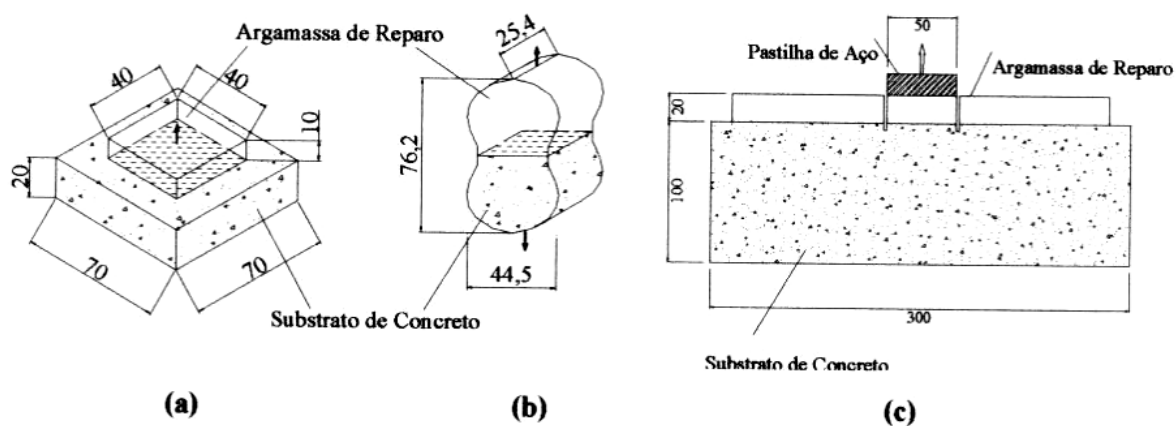 Argamassa de Reparo
40
40
10
20
70
70
25,4
76,2
44,5
Substrato de Concreto
50
Pastilha de Aço
Argamassa de Reparo
20
100
300
Substrato de Concreto
(a)
(b)
(c)